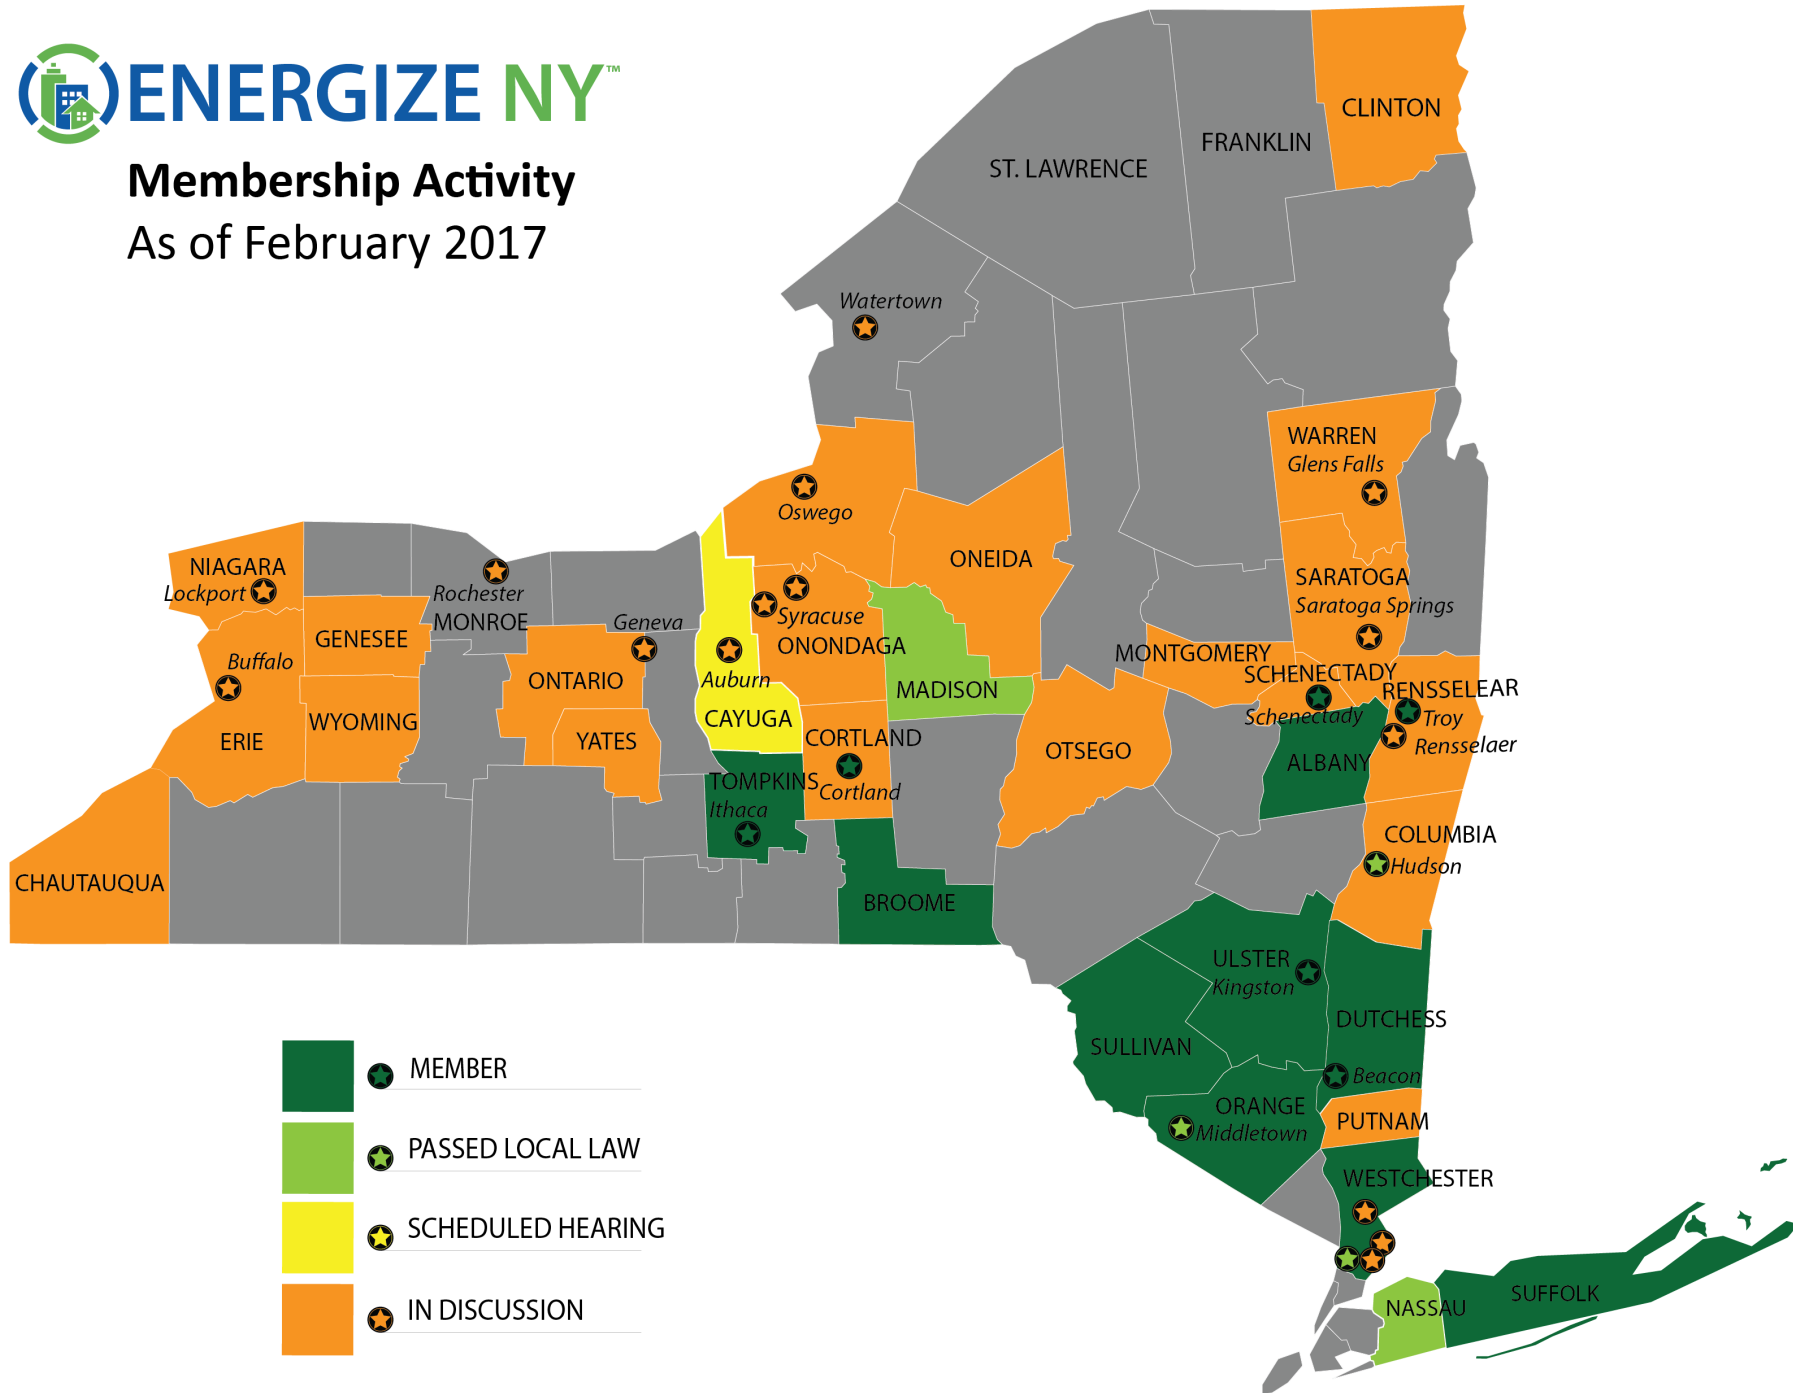 ENERGIZE NY™
Membership Activity
As of February 2017
CLINTON
FRANKLIN
ST. LAWRENCE
Watertown
WARREN
Glens Falls
Oswego
ONEIDA
NIAGARA
Lockport
Rochester
MONROE
SARATOGA
Saratoga Springs
Syracuse
ONONDAGA
Geneva
GENESEE
MONTGOMERY
Buffalo
ONTARIO
Auburn
CAYUGA
MADISON
SCHENECTADY
Schenectady
RENSSELEAR
Troy
Rensselaer
WYOMING
ERIE
YATES
CORTLAND
Cortland
OTSEGO
ALBANY
TOMPKINS
Ithaca
COLUMBIA
Hudson
CHAUTAUQUA
BROOME
ULSTER
Kingston
DUTCHESS
SULLIVAN
Beacon
ORANGE
Middletown
PUTNAM
WESTCHESTER
SUFFOLK
NASSAU
MEMBER
PASSED LOCAL LAW
SCHEDULED HEARING
IN DISCUSSION